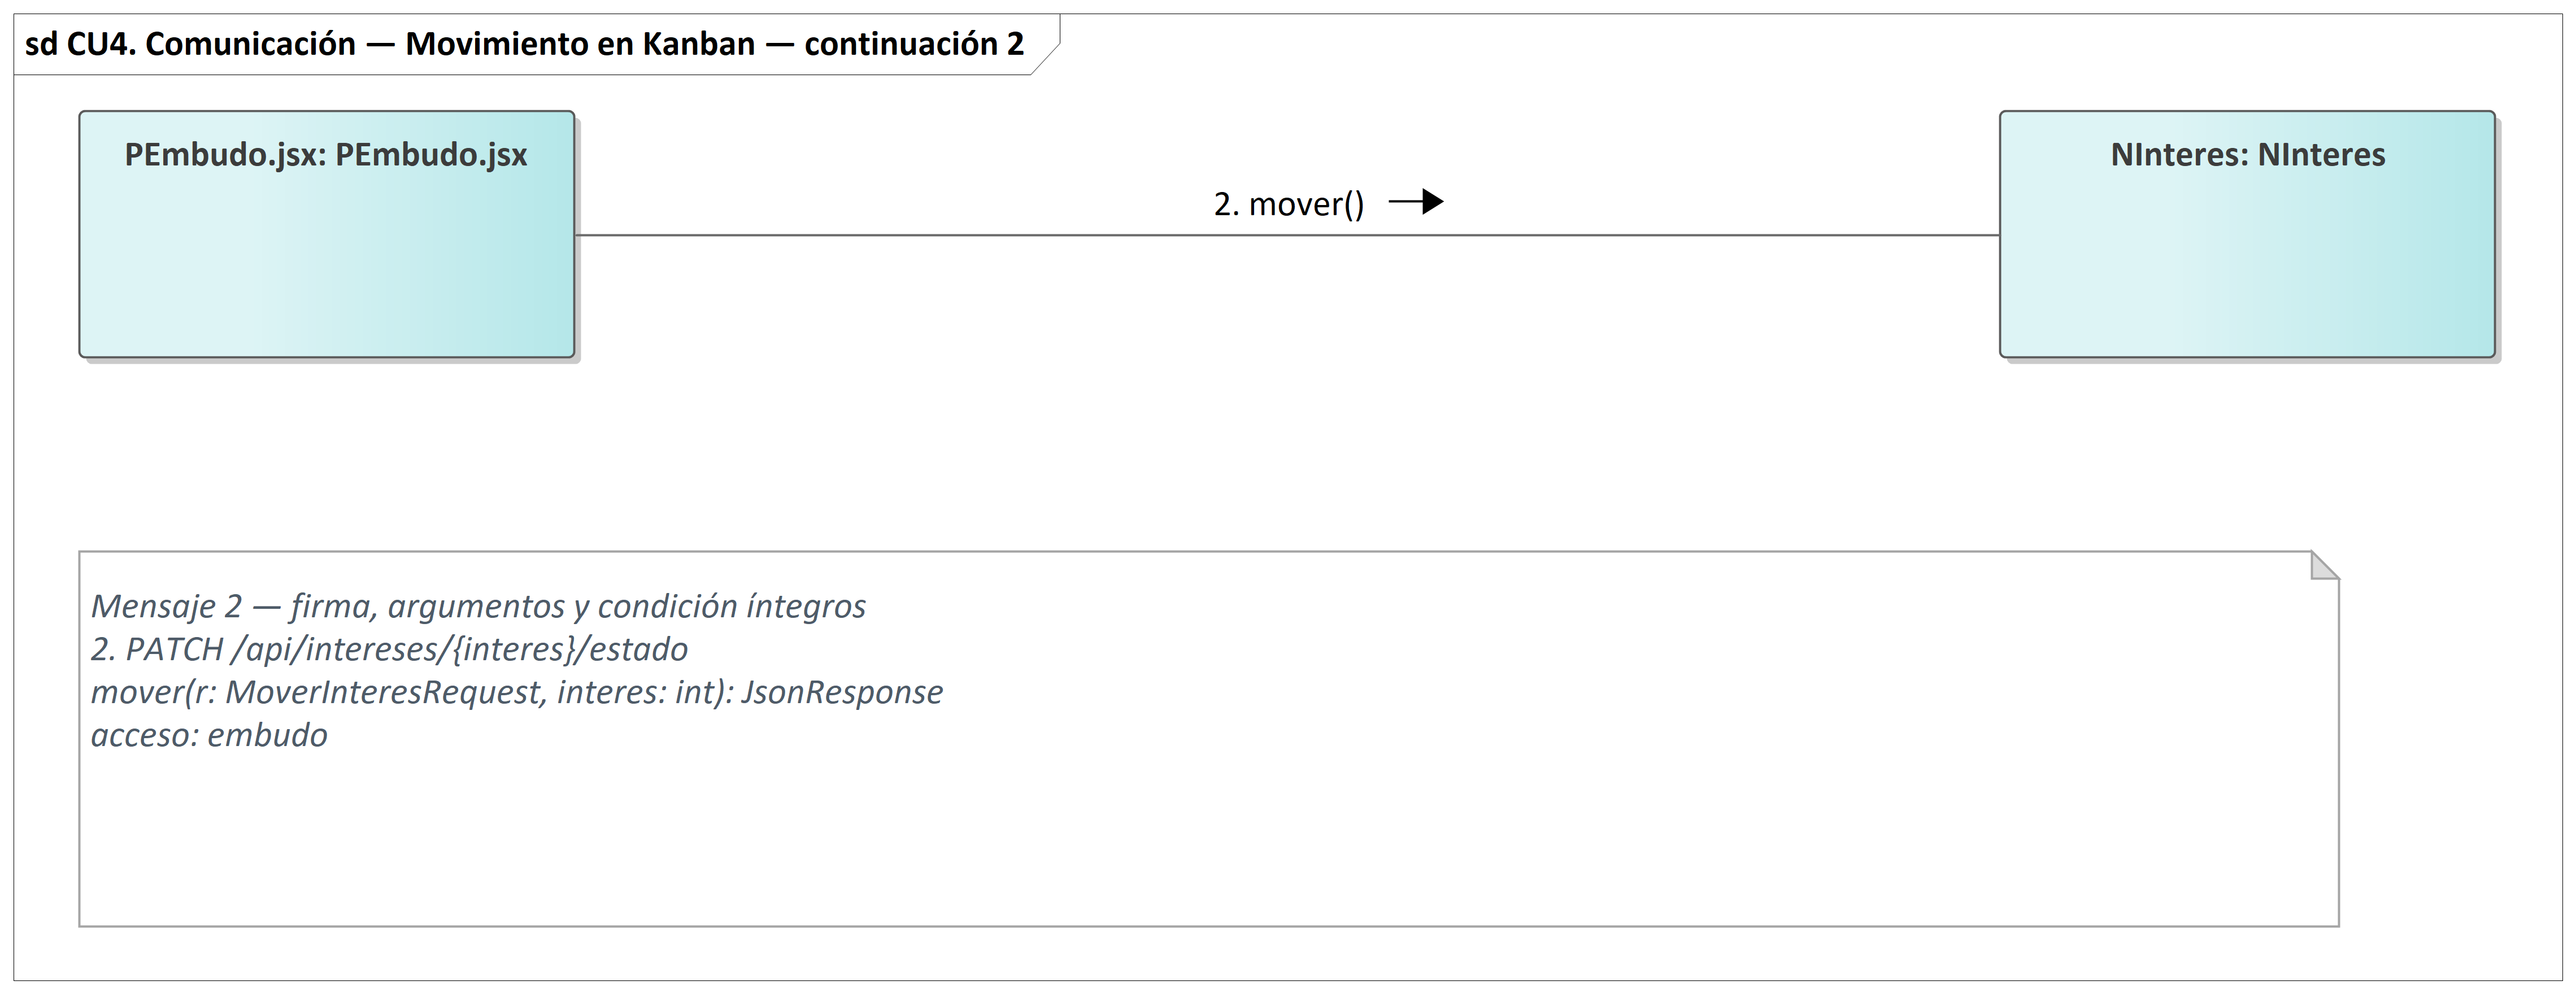 sd CU4. Comunicación — Movimiento en Kanban — continuación 2
PEmbudo.jsx: PEmbudo.jsx
NInteres: NInteres
2. mover()
Mensaje 2 — firma, argumentos y condición íntegros
2. PATCH /api/intereses/{interes}/estado
mover(r: MoverInteresRequest, interes: int): JsonResponse
acceso: embudo